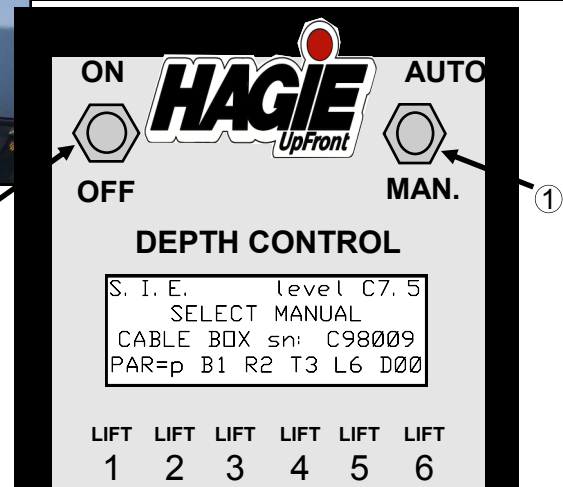 ON
HAGIE
AUTO
UpFront
OFF
MAN.
①
DEPTH CONTROL
S. I. E. level C7. 5
SELECT MANUAL
CABLE BOX sn: C98009
PAR=p B1 R2 T3 L6 D00
LIFT LIFT LIFT LIFT LIFT LIFT
1 2 3 4 5 6